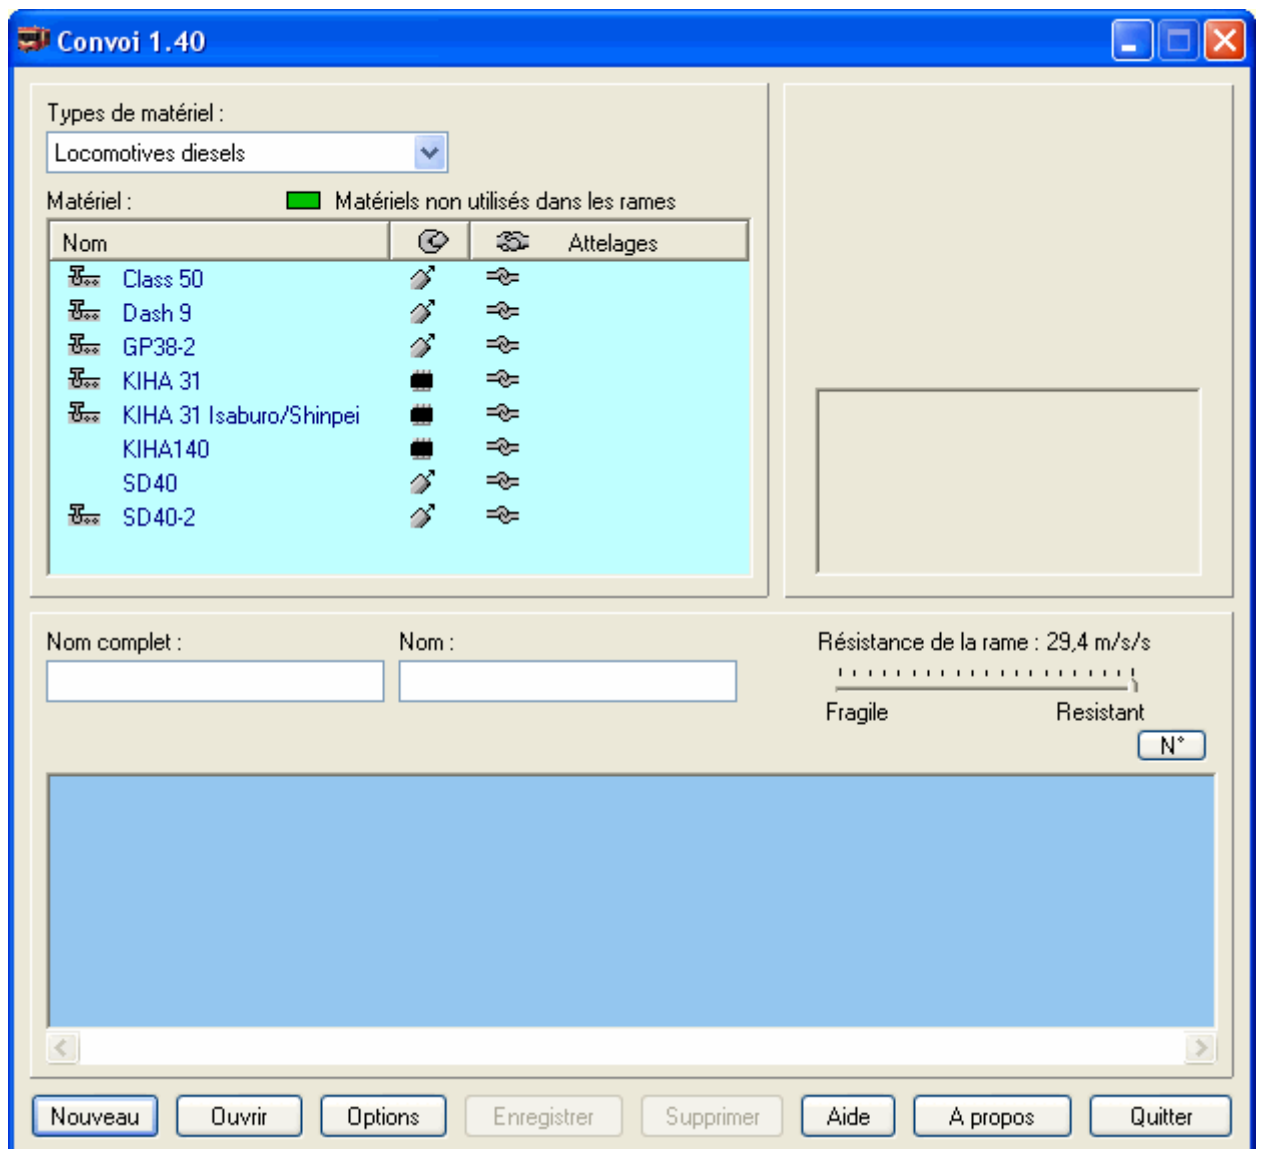 Convoi 1.40
Types de matériel :
Locomotives diesels
Matériel :
Matériels non utilisés dans les rames
Nom
Attelages
Class 50
Dash 9
GP38-2
KIHA 31
KIHA 31 Isaburo/Shinpei
KIHA140
SD40
SD40-2
Nom complet :
Nom :
Résistance de la rame : 29,4 m/s/s
Fragile
Resistant
N°
Nouveau
Ouvrir
Options
Enregistrer
Supprimer
Aide
A propos
Quitter